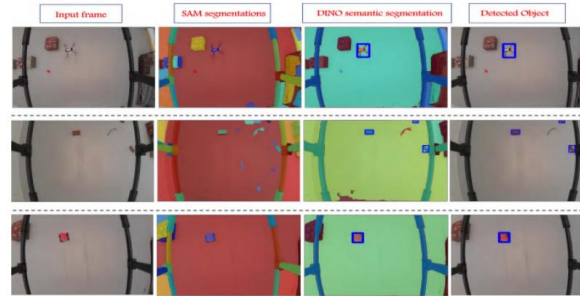 Input frame
SAM segmentations
DINO semantic segmentation
Detected Object